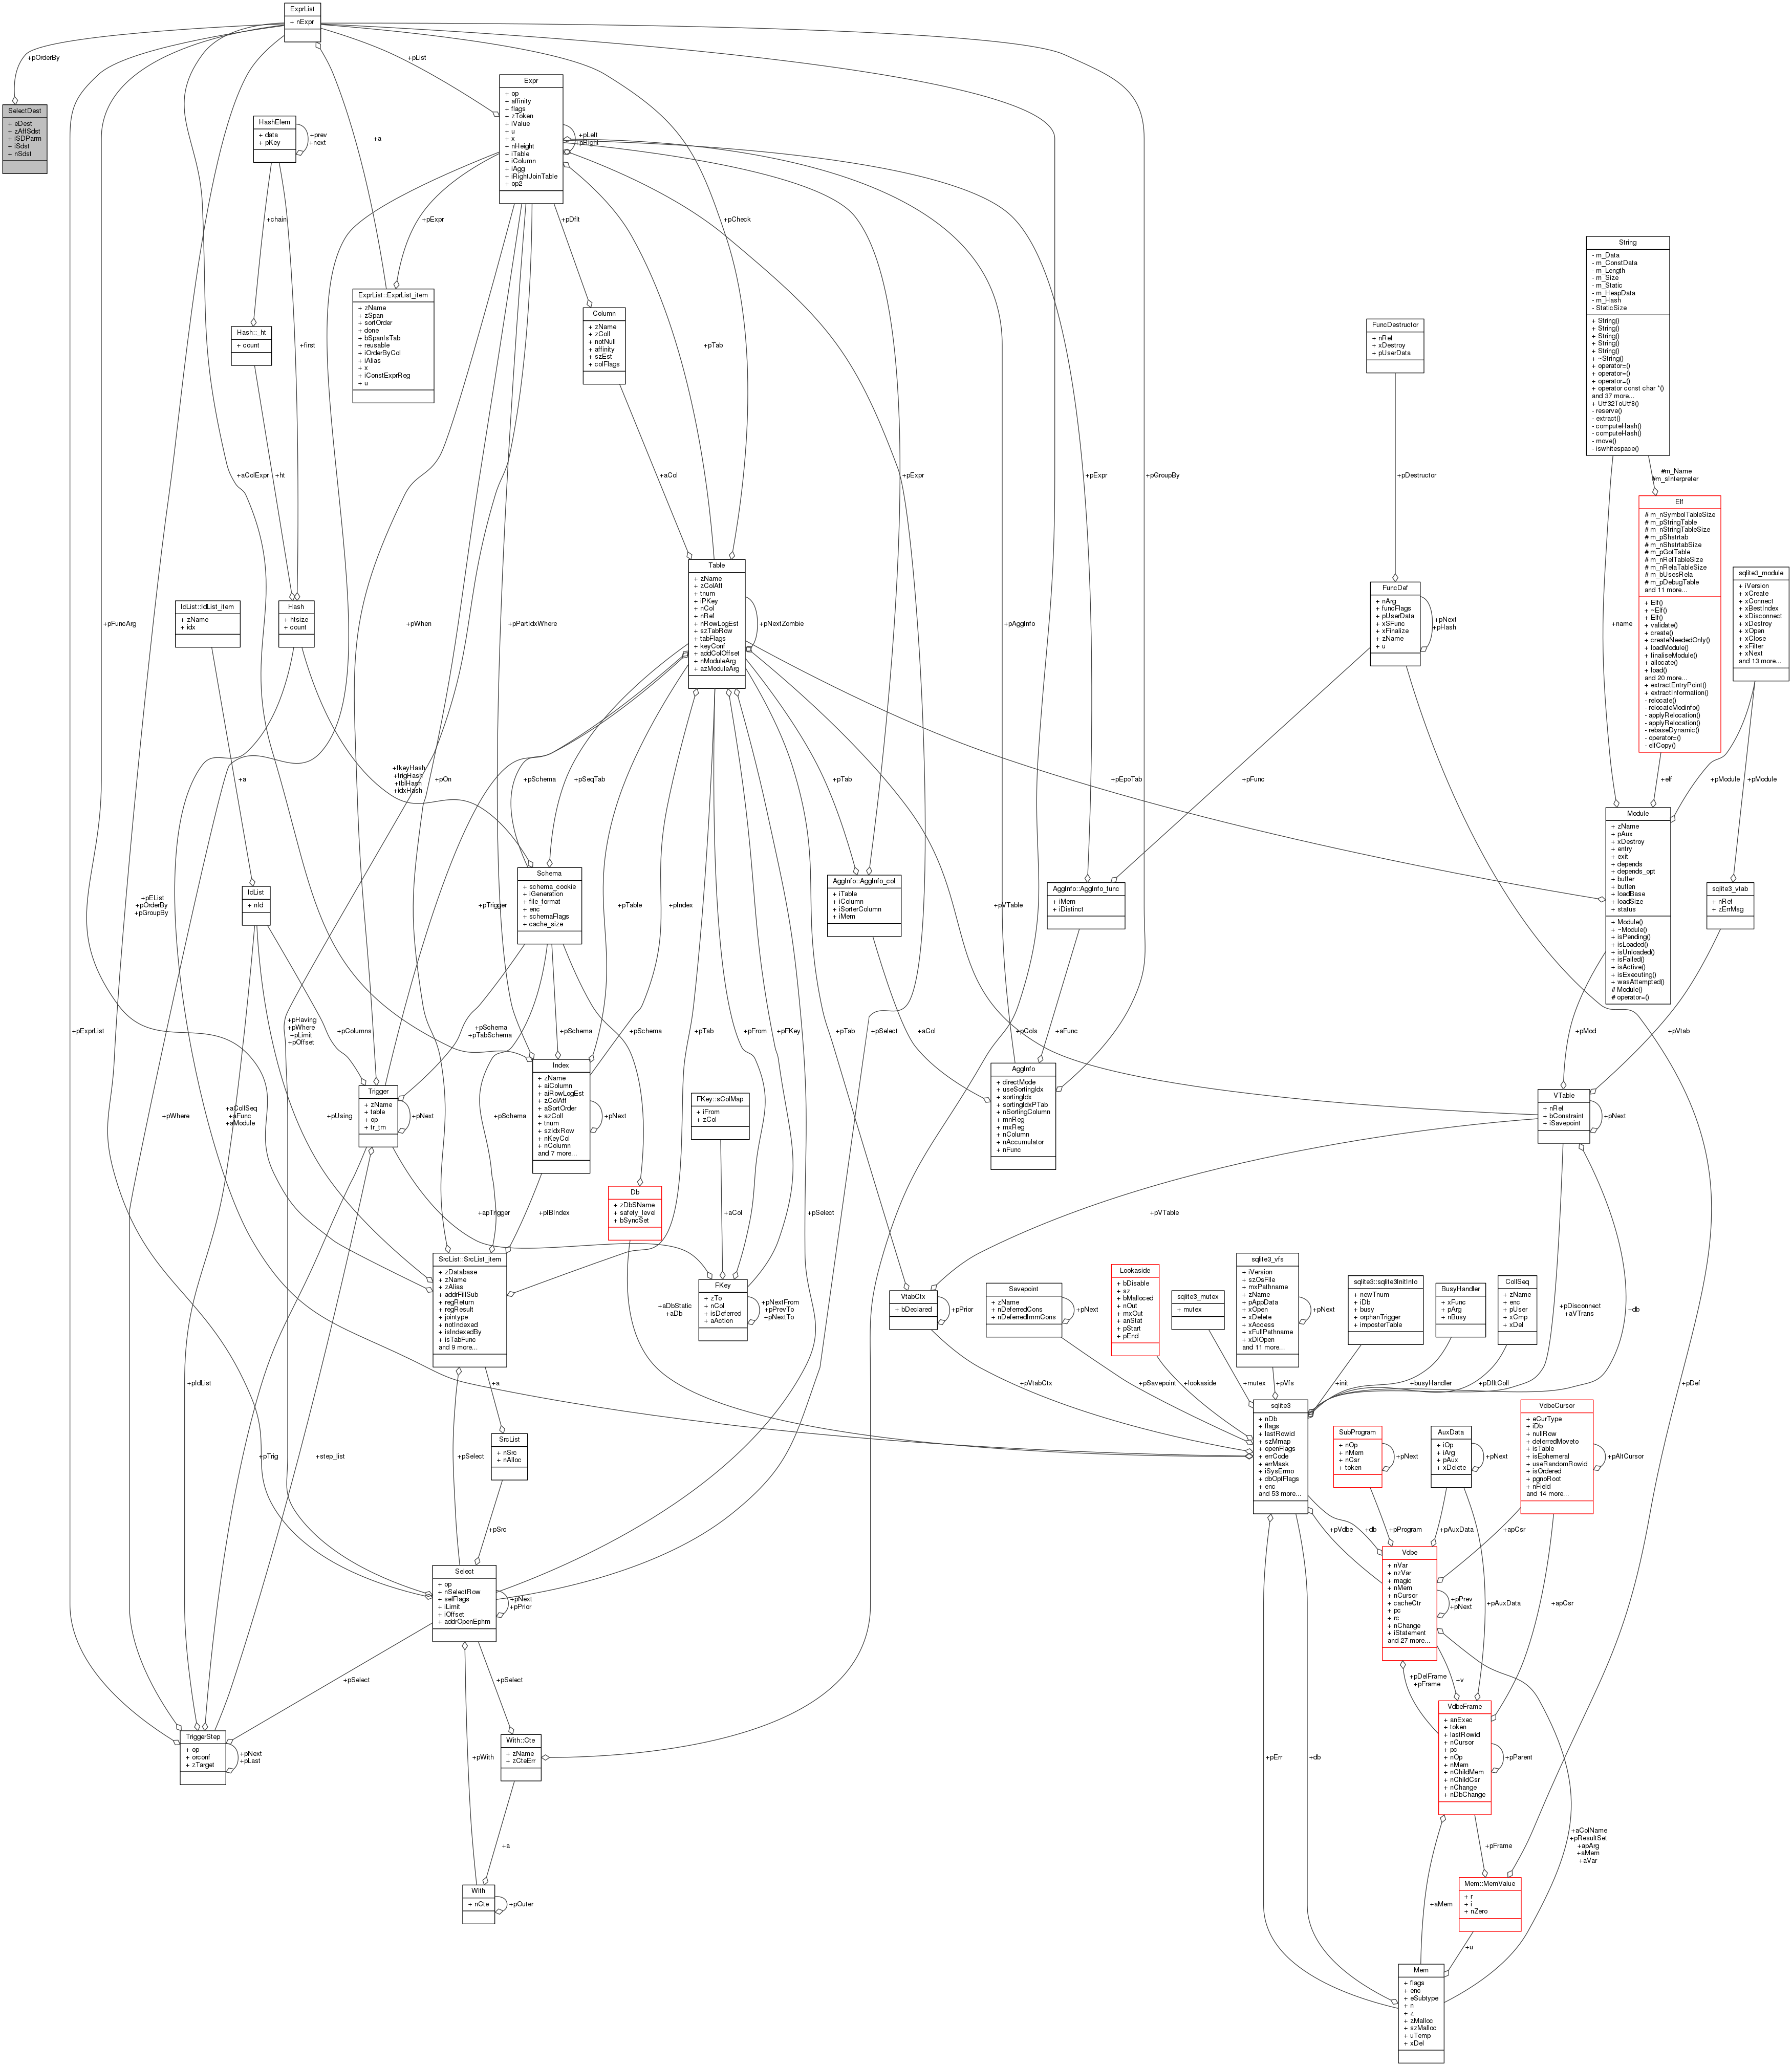 ExprList
+ nExpr
+pOrderBy
+pList
SelectDest
+ eDest
+ zAffSdst
+ iSDParm
+ iSdst
+ nSdst
HashElem
+ data
+ pKey
+prev
+next
+a
Expr
+ op
+ affinity
+ flags
+ zToken
+ iValue
+ u
+ x
+ nHeight
+ iTable
+ iColumn
+ iAgg
+ iRightJoinTable
+ op2
+pLeft
+pRight
+chain
+pExpr
+pDflt
+pCheck
String
- m_Data
- m_ConstData
- m_Length
- m_Size
- m_Static
- m_HeapData
- m_Hash
- StaticSize
+ String()
+ String()
+ String()
+ String()
+ String()
+ ~String()
+ operator=()
+ operator=()
+ operator=()
+ operator const char *()
and 37 more...
+ Utf32ToUtf8()
- reserve()
- extract()
- computeHash()
- computeHash()
- move()
- iswhitespace()
Hash::_ht
+ count
+first
ExprList::ExprList_item
+ zName
+ zSpan
+ sortOrder
+ done
+ bSpanIsTab
+ reusable
+ iOrderByCol
+ iAlias
+ x
+ iConstExprReg
+ u
Column
+ zName
+ zColl
+ notNull
+ affinity
+ szEst
+ colFlags
+pTab
FuncDestructor
+ nRef
+ xDestroy
+ pUserData
+aColExpr
+ht
+aCol
+pExpr
+pExpr
+pGroupBy
+pDestructor
#m_Name
#m_sInterpreter
Elf
# m_nSymbolTableSize
# m_pStringTable
# m_nStringTableSize
# m_pShstrtab
# m_nShstrtabSize
# m_pGotTable
# m_nRelTableSize
# m_nRelaTableSize
# m_bUsesRela
# m_pDebugTable
and 11 more...
+ Elf()
+ ~Elf()
+ Elf()
+ validate()
+ create()
+ createNeededOnly()
+ loadModule()
+ finaliseModule()
+ allocate()
+ load()
and 20 more...
+ extractEntryPoint()
+ extractInformation()
- relocate()
- relocateModinfo()
- applyRelocation()
- applyRelocation()
- rebaseDynamic()
- operator=()
- elfCopy()
sqlite3_module
+ iVersion
+ xCreate
+ xConnect
+ xBestIndex
+ xDisconnect
+ xDestroy
+ xOpen
+ xClose
+ xFilter
+ xNext
and 13 more...
Table
+ zName
+ zColAff
+ tnum
+ iPKey
+ nCol
+ nRef
+ nRowLogEst
+ szTabRow
+ tabFlags
+ keyConf
+ addColOffset
+ nModuleArg
+ azModuleArg
+pNextZombie
FuncDef
+ nArg
+ funcFlags
+ pUserData
+ xSFunc
+ xFinalize
+ zName
+ u
+pNext
+pHash
IdList::IdList_item
+ zName
+ idx
Hash
+ htsize
+ count
+pFuncArg
+pWhen
+pPartIdxWhere
+pAggInfo
+name
+a
+fkeyHash
+trigHash
+tblHash
+idxHash
+pOn
+pSchema
+pSeqTab
+pTab
+pEpoTab
+pFunc
+elf
+pModule
+pModule
Module
+ zName
+ pAux
+ xDestroy
+ entry
+ exit
+ depends
+ depends_opt
+ buffer
+ buflen
+ loadBase
+ loadSize
+ status
+ Module()
+ ~Module()
+ isPending()
+ isLoaded()
+ isUnloaded()
+ isFailed()
+ isActive()
+ isExecuting()
+ wasAttempted()
# Module()
# operator=()
sqlite3_vtab
+ nRef
+ zErrMsg
Schema
+ schema_cookie
+ iGeneration
+ file_format
+ enc
+ schemaFlags
+ cache_size
AggInfo::AggInfo_col
+ iTable
+ iColumn
+ iSorterColumn
+ iMem
AggInfo::AggInfo_func
+ iMem
+ iDistinct
IdList
+ nId
+pEList
+pOrderBy
+pGroupBy
+pTrigger
+pTable
+pIndex
+pVTable
+pExprList
+pHaving
+pWhere
+pLimit
+pOffset
+pColumns
+pSchema
+pTabSchema
+pSchema
+pSchema
+pTab
+pFrom
+pFKey
+pTab
+pSelect
+aCol
+pCols
+aFunc
+pMod
+pVtab
Trigger
+ zName
+ table
+ op
+ tr_tm
+pNext
Index
+ zName
+ aiColumn
+ aiRowLogEst
+ zColAff
+ aSortOrder
+ azColl
+ tnum
+ szIdxRow
+ nKeyCol
+ nColumn
and 7 more...
+pNext
AggInfo
+ directMode
+ useSortingIdx
+ sortingIdx
+ sortingIdxPTab
+ nSortingColumn
+ mnReg
+ mxReg
+ nColumn
+ nAccumulator
+ nFunc
VTable
+ nRef
+ bConstraint
+ iSavepoint
+pNext
FKey::sColMap
+ iFrom
+ zCol
+pWhere
+aCollSeq
+aFunc
+aModule
+pUsing
+pSchema
+apTrigger
+pIBIndex
Db
+ zDbSName
+ safety_level
+ bSyncSet
+aCol
+pSelect
+pVTable
SrcList::SrcList_item
+ zDatabase
+ zName
+ zAlias
+ addrFillSub
+ regReturn
+ regResult
+ jointype
+ notIndexed
+ isIndexedBy
+ isTabFunc
and 9 more...
FKey
+ zTo
+ nCol
+ isDeferred
+ aAction
+pNextFrom
+pPrevTo
+pNextTo
+aDbStatic
+aDb
VtabCtx
+ bDeclared
+pPrior
Savepoint
+ zName
+ nDeferredCons
+ nDeferredImmCons
+pNext
Lookaside
+ bDisable
+ sz
+ bMalloced
+ nOut
+ mxOut
+ anStat
+ pStart
+ pEnd
sqlite3_mutex
+ mutex
sqlite3_vfs
+ iVersion
+ szOsFile
+ mxPathname
+ zName
+ pAppData
+ xOpen
+ xDelete
+ xAccess
+ xFullPathname
+ xDlOpen
and 11 more...
+pNext
sqlite3::sqlite3InitInfo
+ newTnum
+ iDb
+ busy
+ orphanTrigger
+ imposterTable
BusyHandler
+ xFunc
+ pArg
+ nBusy
CollSeq
+ zName
+ enc
+ pUser
+ xCmp
+ xDel
+pDisconnect
+aVTrans
+db
+pIdList
+a
+pVtabCtx
+pSavepoint
+lookaside
+mutex
+pVfs
+init
+busyHandler
+pDfltColl
+pDef
sqlite3
+ nDb
+ flags
+ lastRowid
+ szMmap
+ openFlags
+ errCode
+ errMask
+ iSysErrno
+ dbOptFlags
+ enc
and 53 more...
SubProgram
+ nOp
+ nMem
+ nCsr
+ token
+pNext
AuxData
+ iOp
+ iArg
+ pAux
+ xDelete
+pNext
VdbeCursor
+ eCurType
+ iDb
+ nullRow
+ deferredMoveto
+ isTable
+ isEphemeral
+ useRandomRowid
+ isOrdered
+ pgnoRoot
+ nField
and 14 more...
+pAltCursor
+pTrig
+step_list
+pSelect
SrcList
+ nSrc
+ nAlloc
+pSrc
+pVdbe
+db
+pProgram
+pAuxData
+apCsr
Vdbe
+ nVar
+ nzVar
+ magic
+ nMem
+ nCursor
+ cacheCtr
+ pc
+ rc
+ nChange
+ iStatement
and 27 more...
+pPrev
+pNext
+pAuxData
+apCsr
Select
+ op
+ nSelectRow
+ selFlags
+ iLimit
+ iOffset
+ addrOpenEphm
+pNext
+pPrior
+pSelect
+pSelect
+pDelFrame
+pFrame
+v
TriggerStep
+ op
+ orconf
+ zTarget
+pNext
+pLast
+pWith
With::Cte
+ zName
+ zCteErr
+pErr
+db
VdbeFrame
+ anExec
+ token
+ lastRowid
+ nCursor
+ pc
+ nOp
+ nMem
+ nChildMem
+ nChildCsr
+ nChange
+ nDbChange
+pParent
+a
+pFrame
+aColName
+pResultSet
+apArg
+aMem
+aVar
With
+ nCte
+pOuter
+aMem
Mem::MemValue
+ r
+ i
+ nZero
+u
Mem
+ flags
+ enc
+ eSubtype
+ n
+ z
+ zMalloc
+ szMalloc
+ uTemp
+ xDel